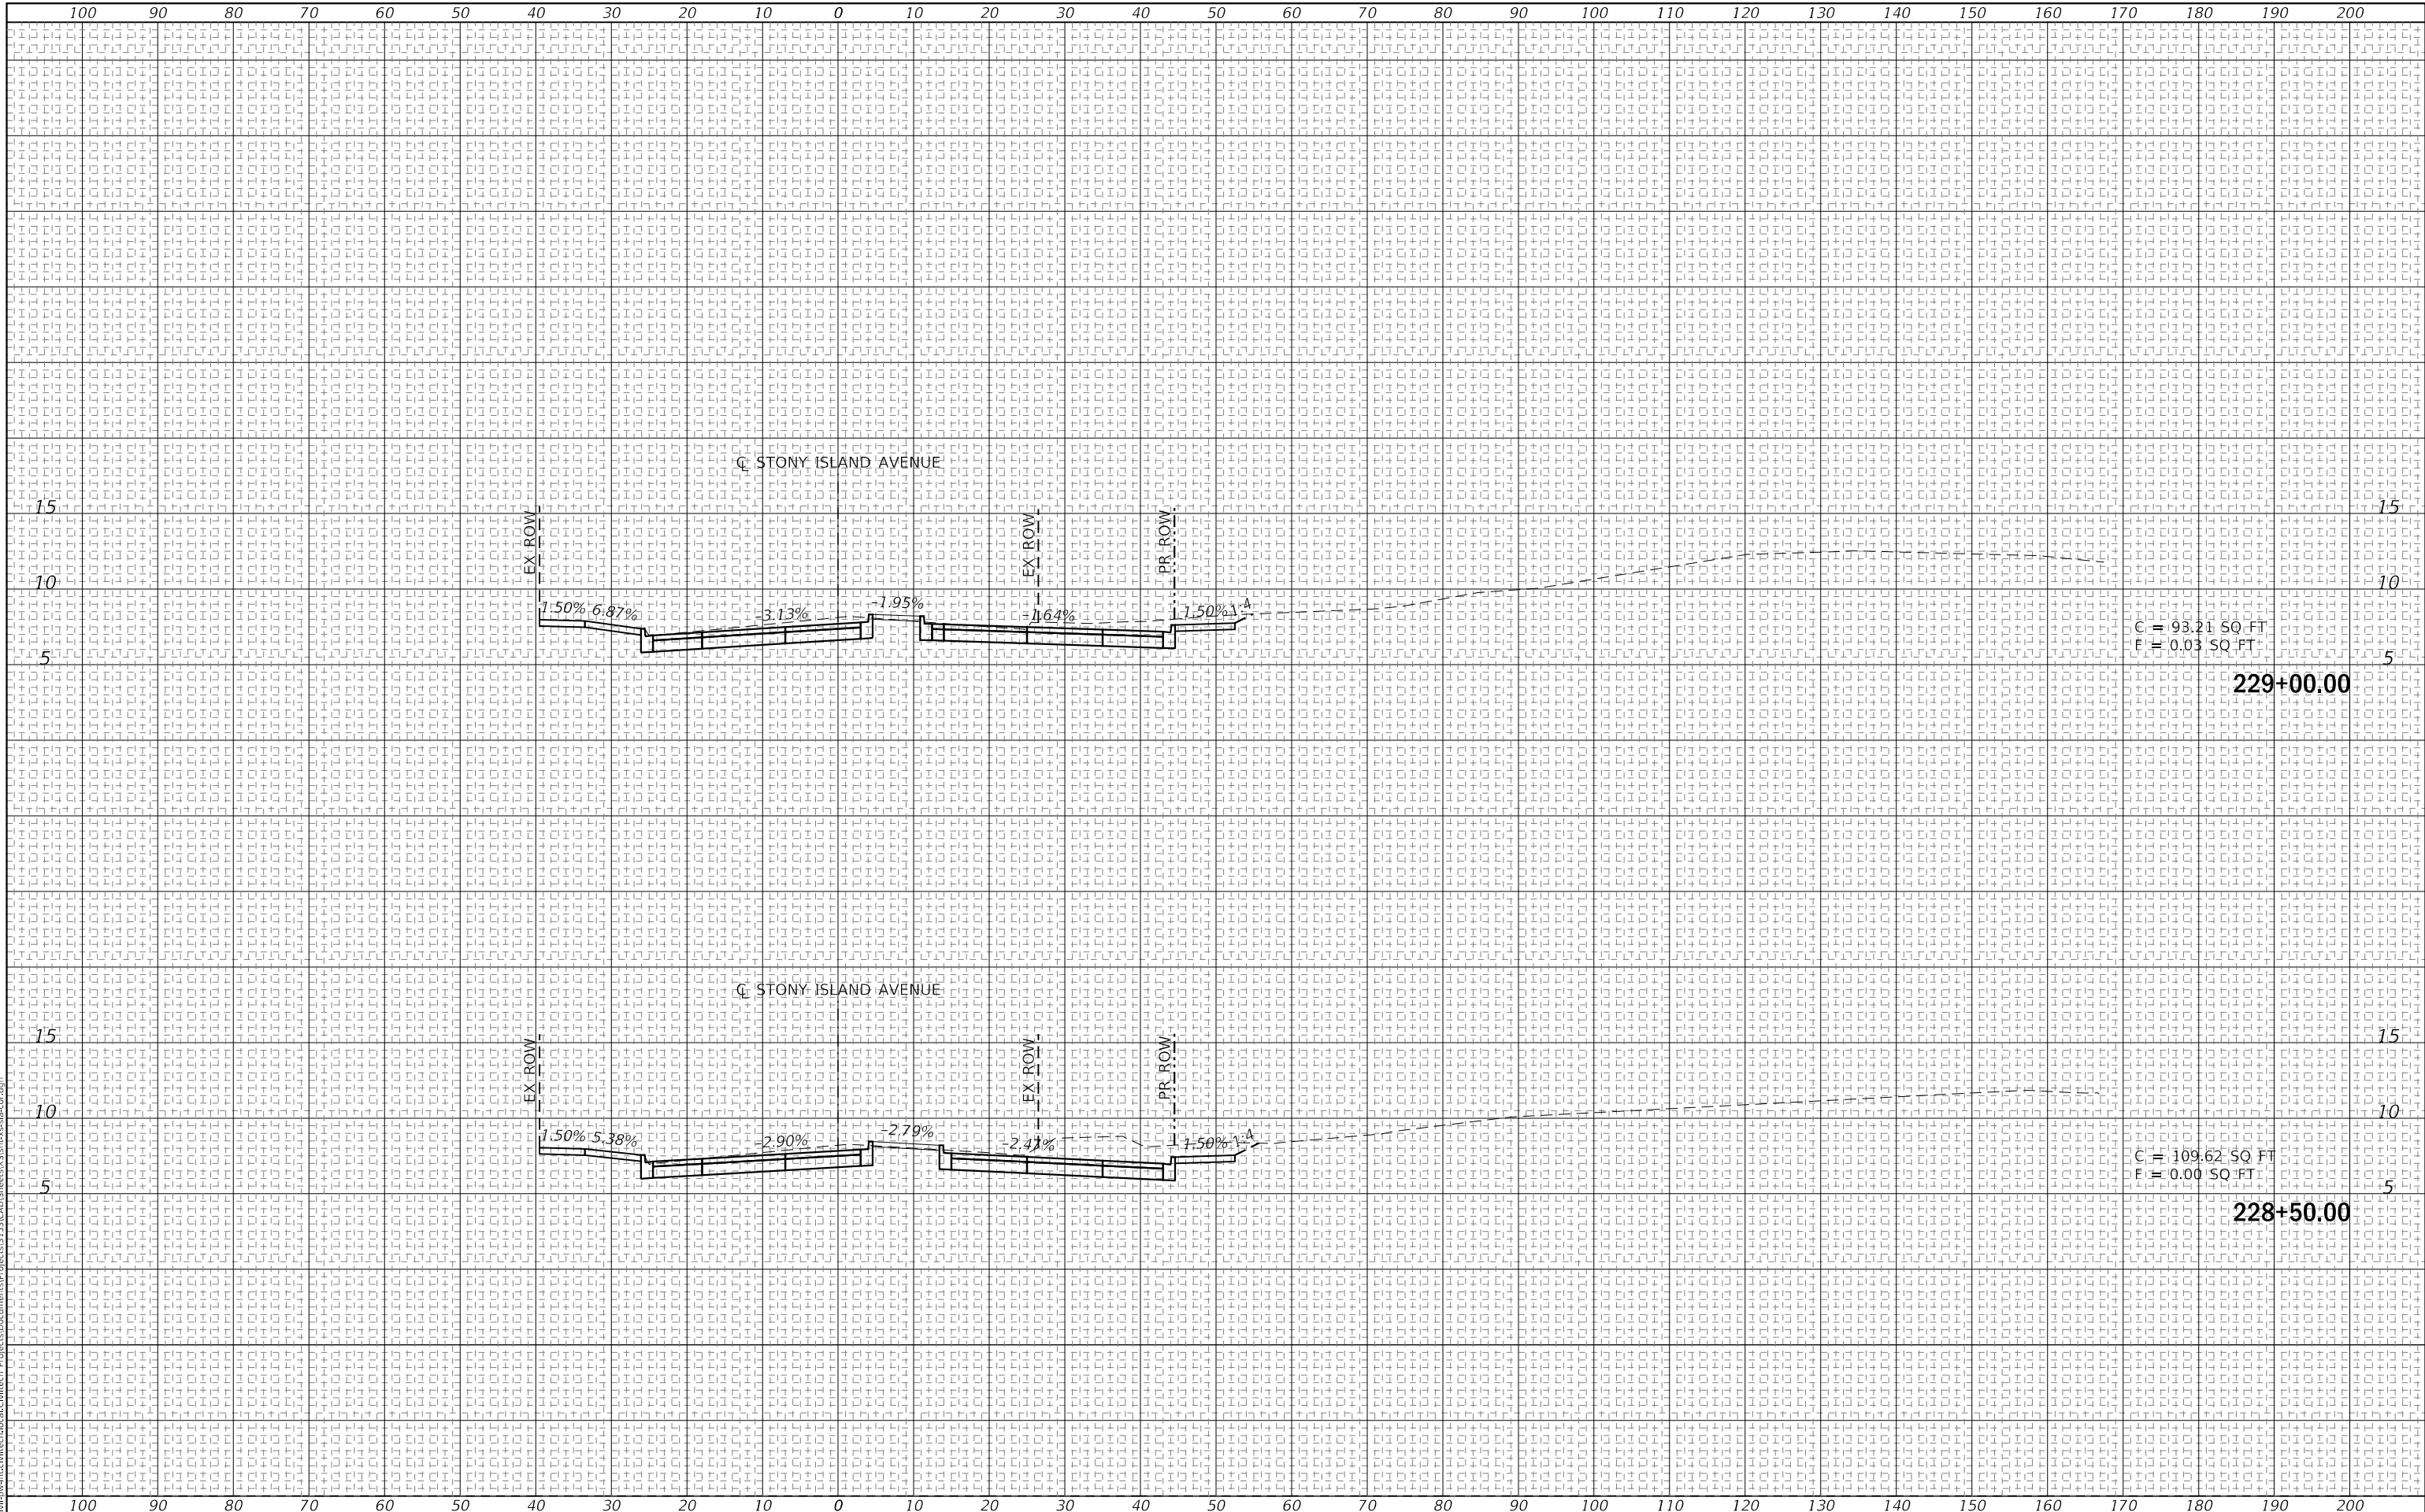 100 90 80 70 60 50 40 30 20 10 0 10 20 30 40 50 60 70 80 90 100 110 120 130 140 150 160 170 180 190 200
℄ STONY ISLAND AVENUE
15 EX ROW EX ROW PR ROW 15
10 10
1.50% 6.87% -3.13% -1.95% -1.64% 1.50% 1:4
C = 93.21 SQ FT
F = 0.03 SQ FT
5 5
229+00.00
℄ STONY ISLAND AVENUE
15 EX ROW EX ROW PR ROW 15
10 10
1.50% 5.38% -2.90% -2.79% -2.41% 1.50% 1:4
C = 109.62 SQ FT
F = 0.00 SQ FT
5 5
228+50.00
100 90 80 70 60 50 40 30 20 10 0 10 20 30 40 50 60 70 80 90 100 110 120 130 140 150 160 170 180 190 200